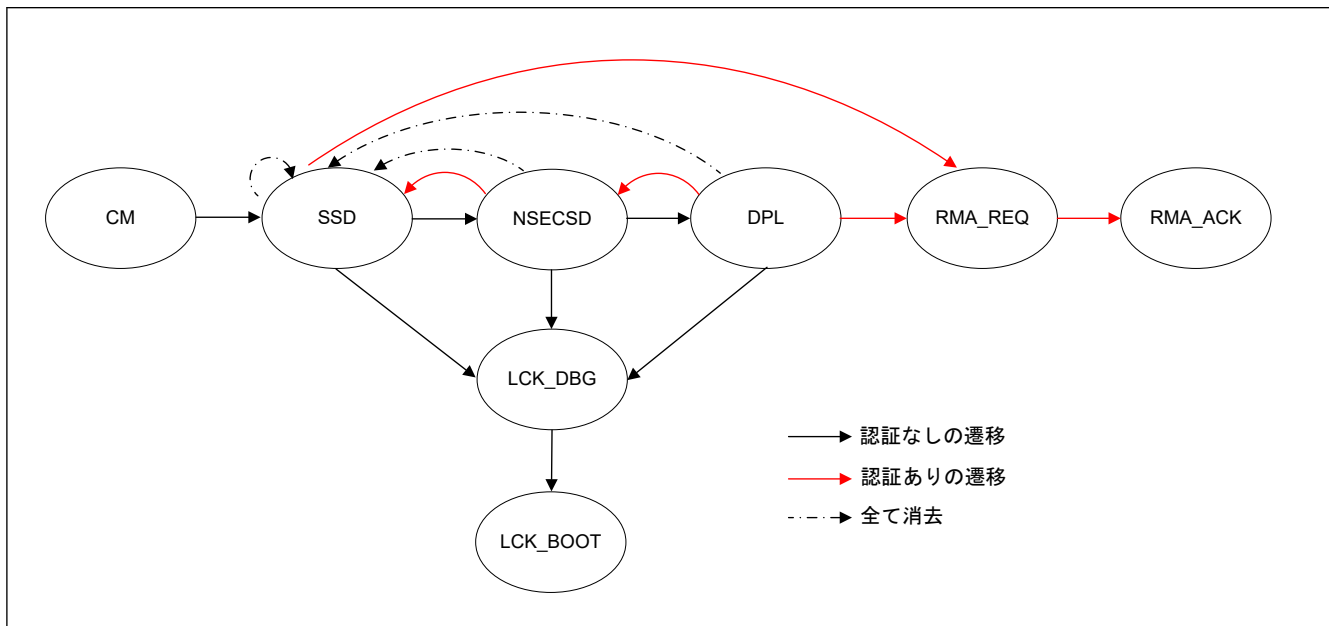 CM
SSD
NSECSD
DPL
RMA_REQ
RMA_ACK
LCK_DBG
LCK_BOOT
認証なしの遷移
認証ありの遷移
全て消去